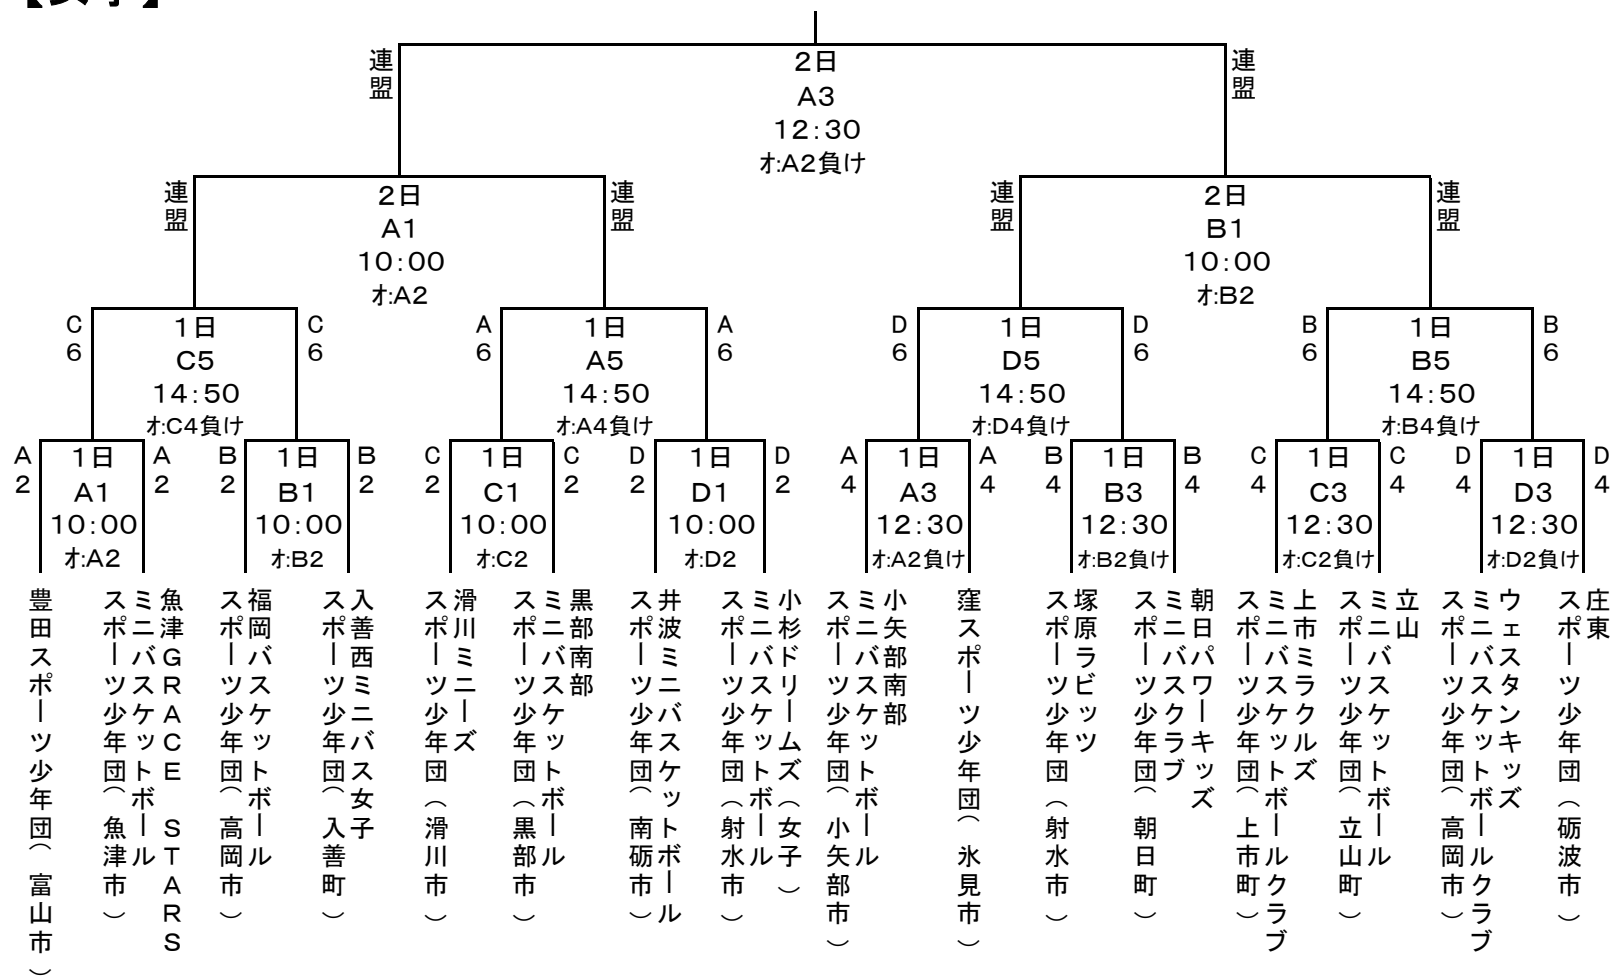 【女子】
2日
A3
12:30
ｵ:A2負け
連盟
連盟
2日
A1
10:00
ｵ:A2
連盟
連盟
2日
B1
10:00
ｵ:B2
連盟
連盟
1日
C5
14:50
ｵ:C4負け
C6
C6
1日
A5
14:50
ｵ:A4負け
A6
A6
1日
D5
14:50
ｵ:D4負け
D6
D6
1日
B5
14:50
ｵ:B4負け
B6
B6
1日
A1
10:00
ｵ:A2
A2
A2
1日
B1
10:00
ｵ:B2
B2
B2
1日
C1
10:00
ｵ:C2
C2
C2
1日
D1
10:00
ｵ:D2
D2
D2
1日
A3
12:30
ｵ:A2負け
A4
A4
1日
B3
12:30
ｵ:B2負け
B4
B4
1日
C3
12:30
ｵ:C2負け
C4
C4
1日
D3
12:30
ｵ:D2負け
D4
D4
豊田スポーツ少年団（富山市）
魚津GRACE STARS
ミニバスケットボール
スポーツ少年団（魚津市）
福岡バスケットボール
スポーツ少年団（高岡市）
入善西ミニバス女子
スポーツ少年団（入善町）
滑川ミニーズ
スポーツ少年団（滑川市）
黒部南部
ミニバスケットボール
スポーツ少年団（黒部市）
井波ミニバスケットボール
スポーツ少年団（南砺市）
小杉ドリームズ（女子）
ミニバスケットボール
スポーツ少年団（射水市）
小矢部南部
ミニバスケットボール
スポーツ少年団（小矢部市）
窪スポーツ少年団（氷見市）
塚原ラビッツ
スポーツ少年団（射水市）
朝日パワーキッズ
ミニバスクラブ
スポーツ少年団（朝日町）
上市ミラクルズ
ミニバスケットボールクラブ
スポーツ少年団（上市町）
立山
ミニバスケットボール
スポーツ少年団（立山町）
ウェスタンキッズ
ミニバスケットボールクラブ
スポーツ少年団（高岡市）
庄東
スポーツ少年団（砺波市）